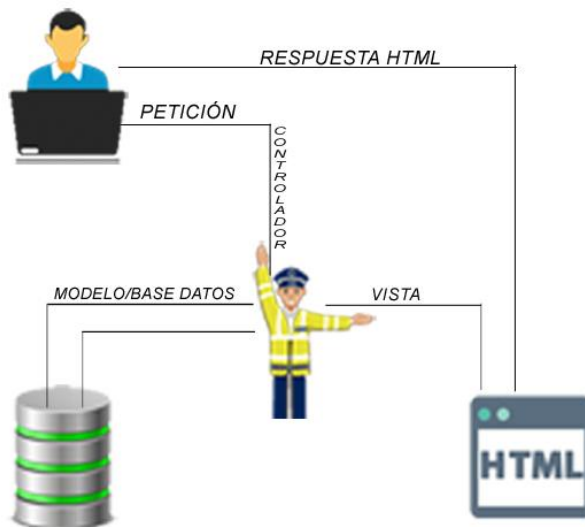 RESPUESTA HTML
PETICIÓN
CONTROLADOR
MODELO/BASE DATOS
VISTA
HTML